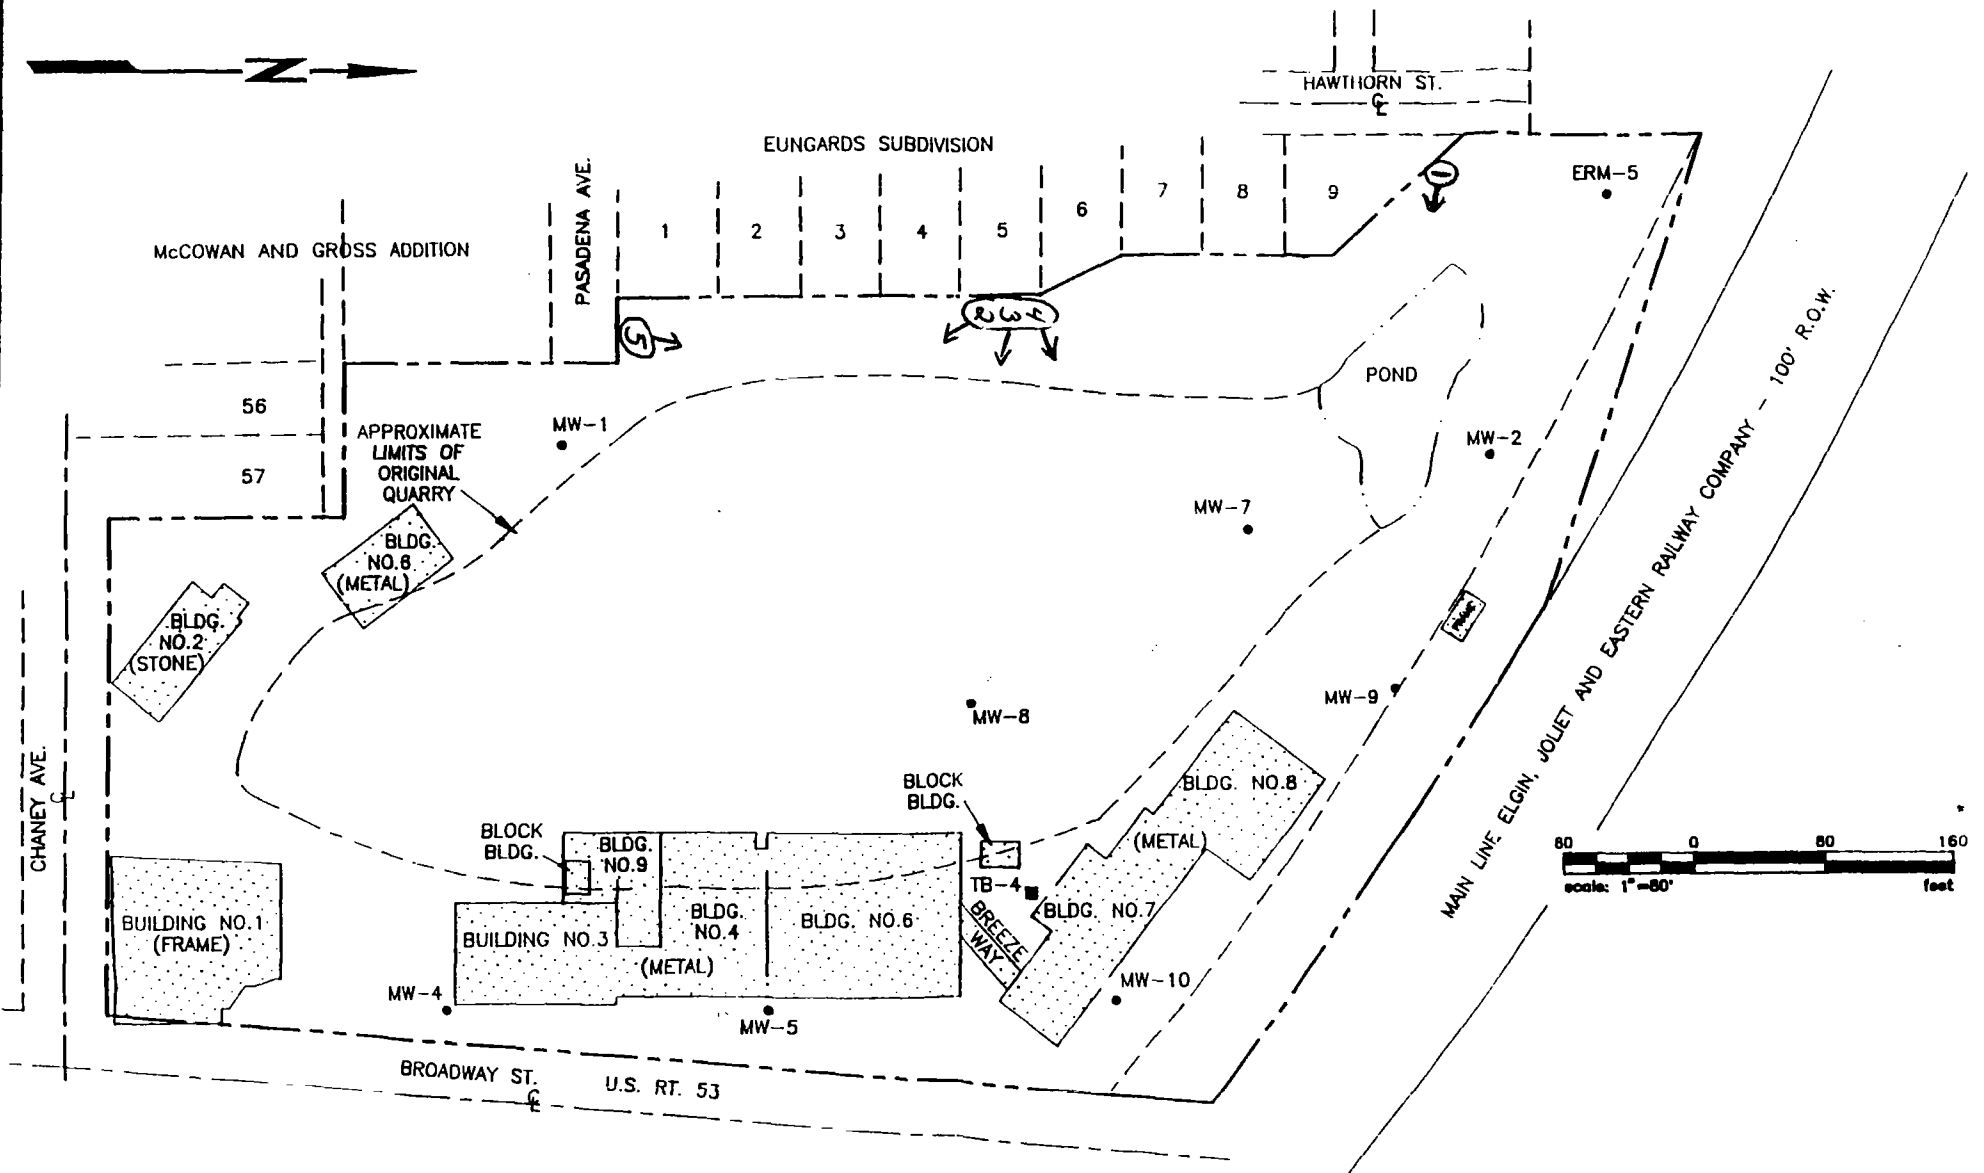 N
HAWTHORN ST.
CL
EUNGARDS SUBDIVISION
PASADENA AVE.
McCOWAN AND GROSS ADDITION
1
2
3
4
5
6
7
8
9
1
ERM-5
5
2 3 4
POND
56
57
MW-1
APPROXIMATE
LIMITS OF
ORIGINAL
QUARRY
MW-2
MW-7
BLDG.
NO.8
(METAL)
BLDG.
NO.2
(STONE)
FRAME
MW-9
MW-8
MAIN LINE ELGIN, JOLIET AND EASTERN RAILWAY COMPANY - 100' R.O.W.
CHANEY AVE.
CL
BLOCK
BLDG.
BLDG. NO.8
(METAL)
BLOCK
BLDG.
BLDG.
NO.9
TB-4
BUILDING NO.1
(FRAME)
BUILDING NO.3
BLDG.
NO.4
(METAL)
BLDG. NO.6
BREEZE
WAY
BLDG. NO.7
MW-4
MW-5
MW-10
BROADWAY ST.
CL
U.S. RT. 53
80 0 80 160
scale: 1"=80' feet